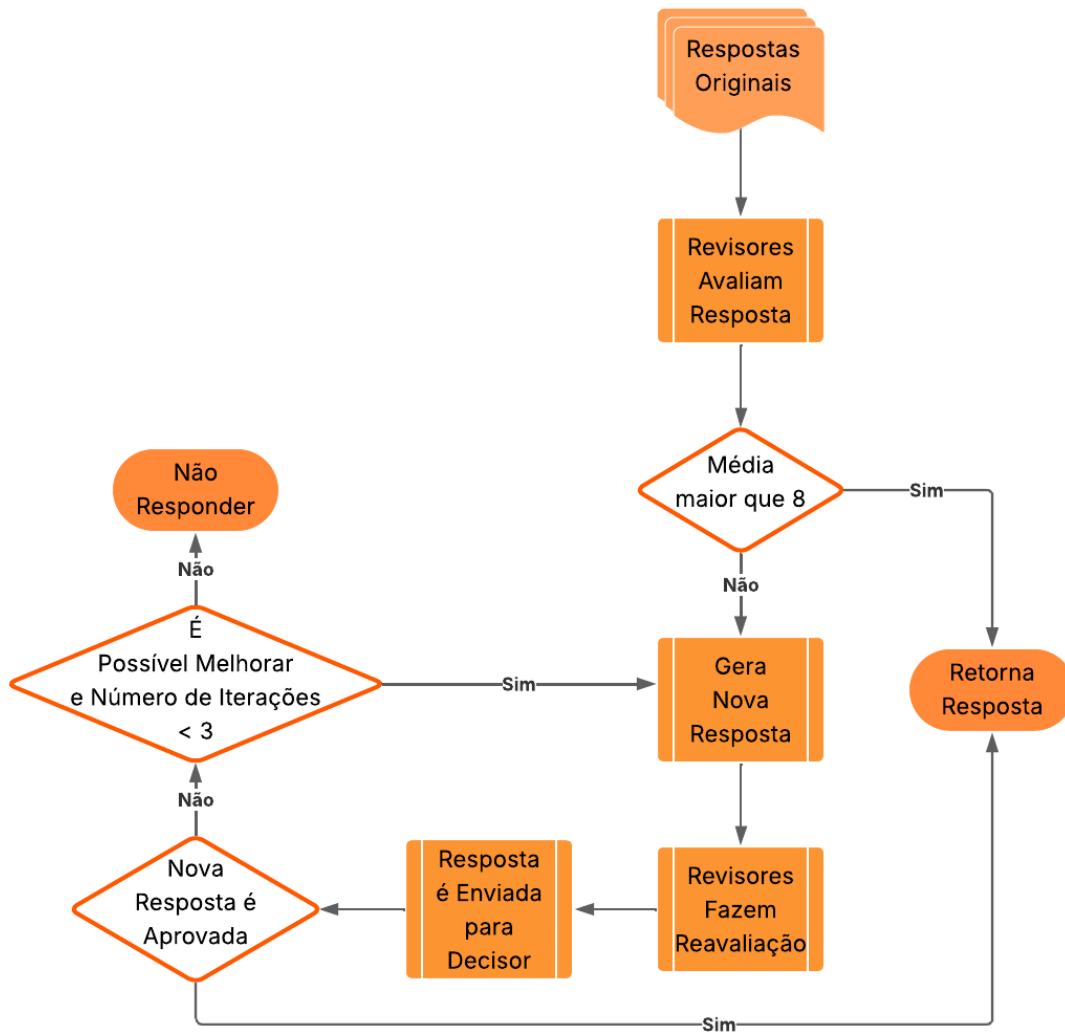 Respostas
Originais
Revisores
Avaliam
Resposta
Média
maior que 8
Sim
Não
Gera
Nova
Resposta
Retorna
Resposta
Revisores
Fazem
Reavaliação
Resposta
é Enviada
para
Decisor
Nova
Resposta é
Aprovada
Sim
Não
É
Possível Melhorar
e Número de Iterações
< 3
Sim
Não
Não
Responder